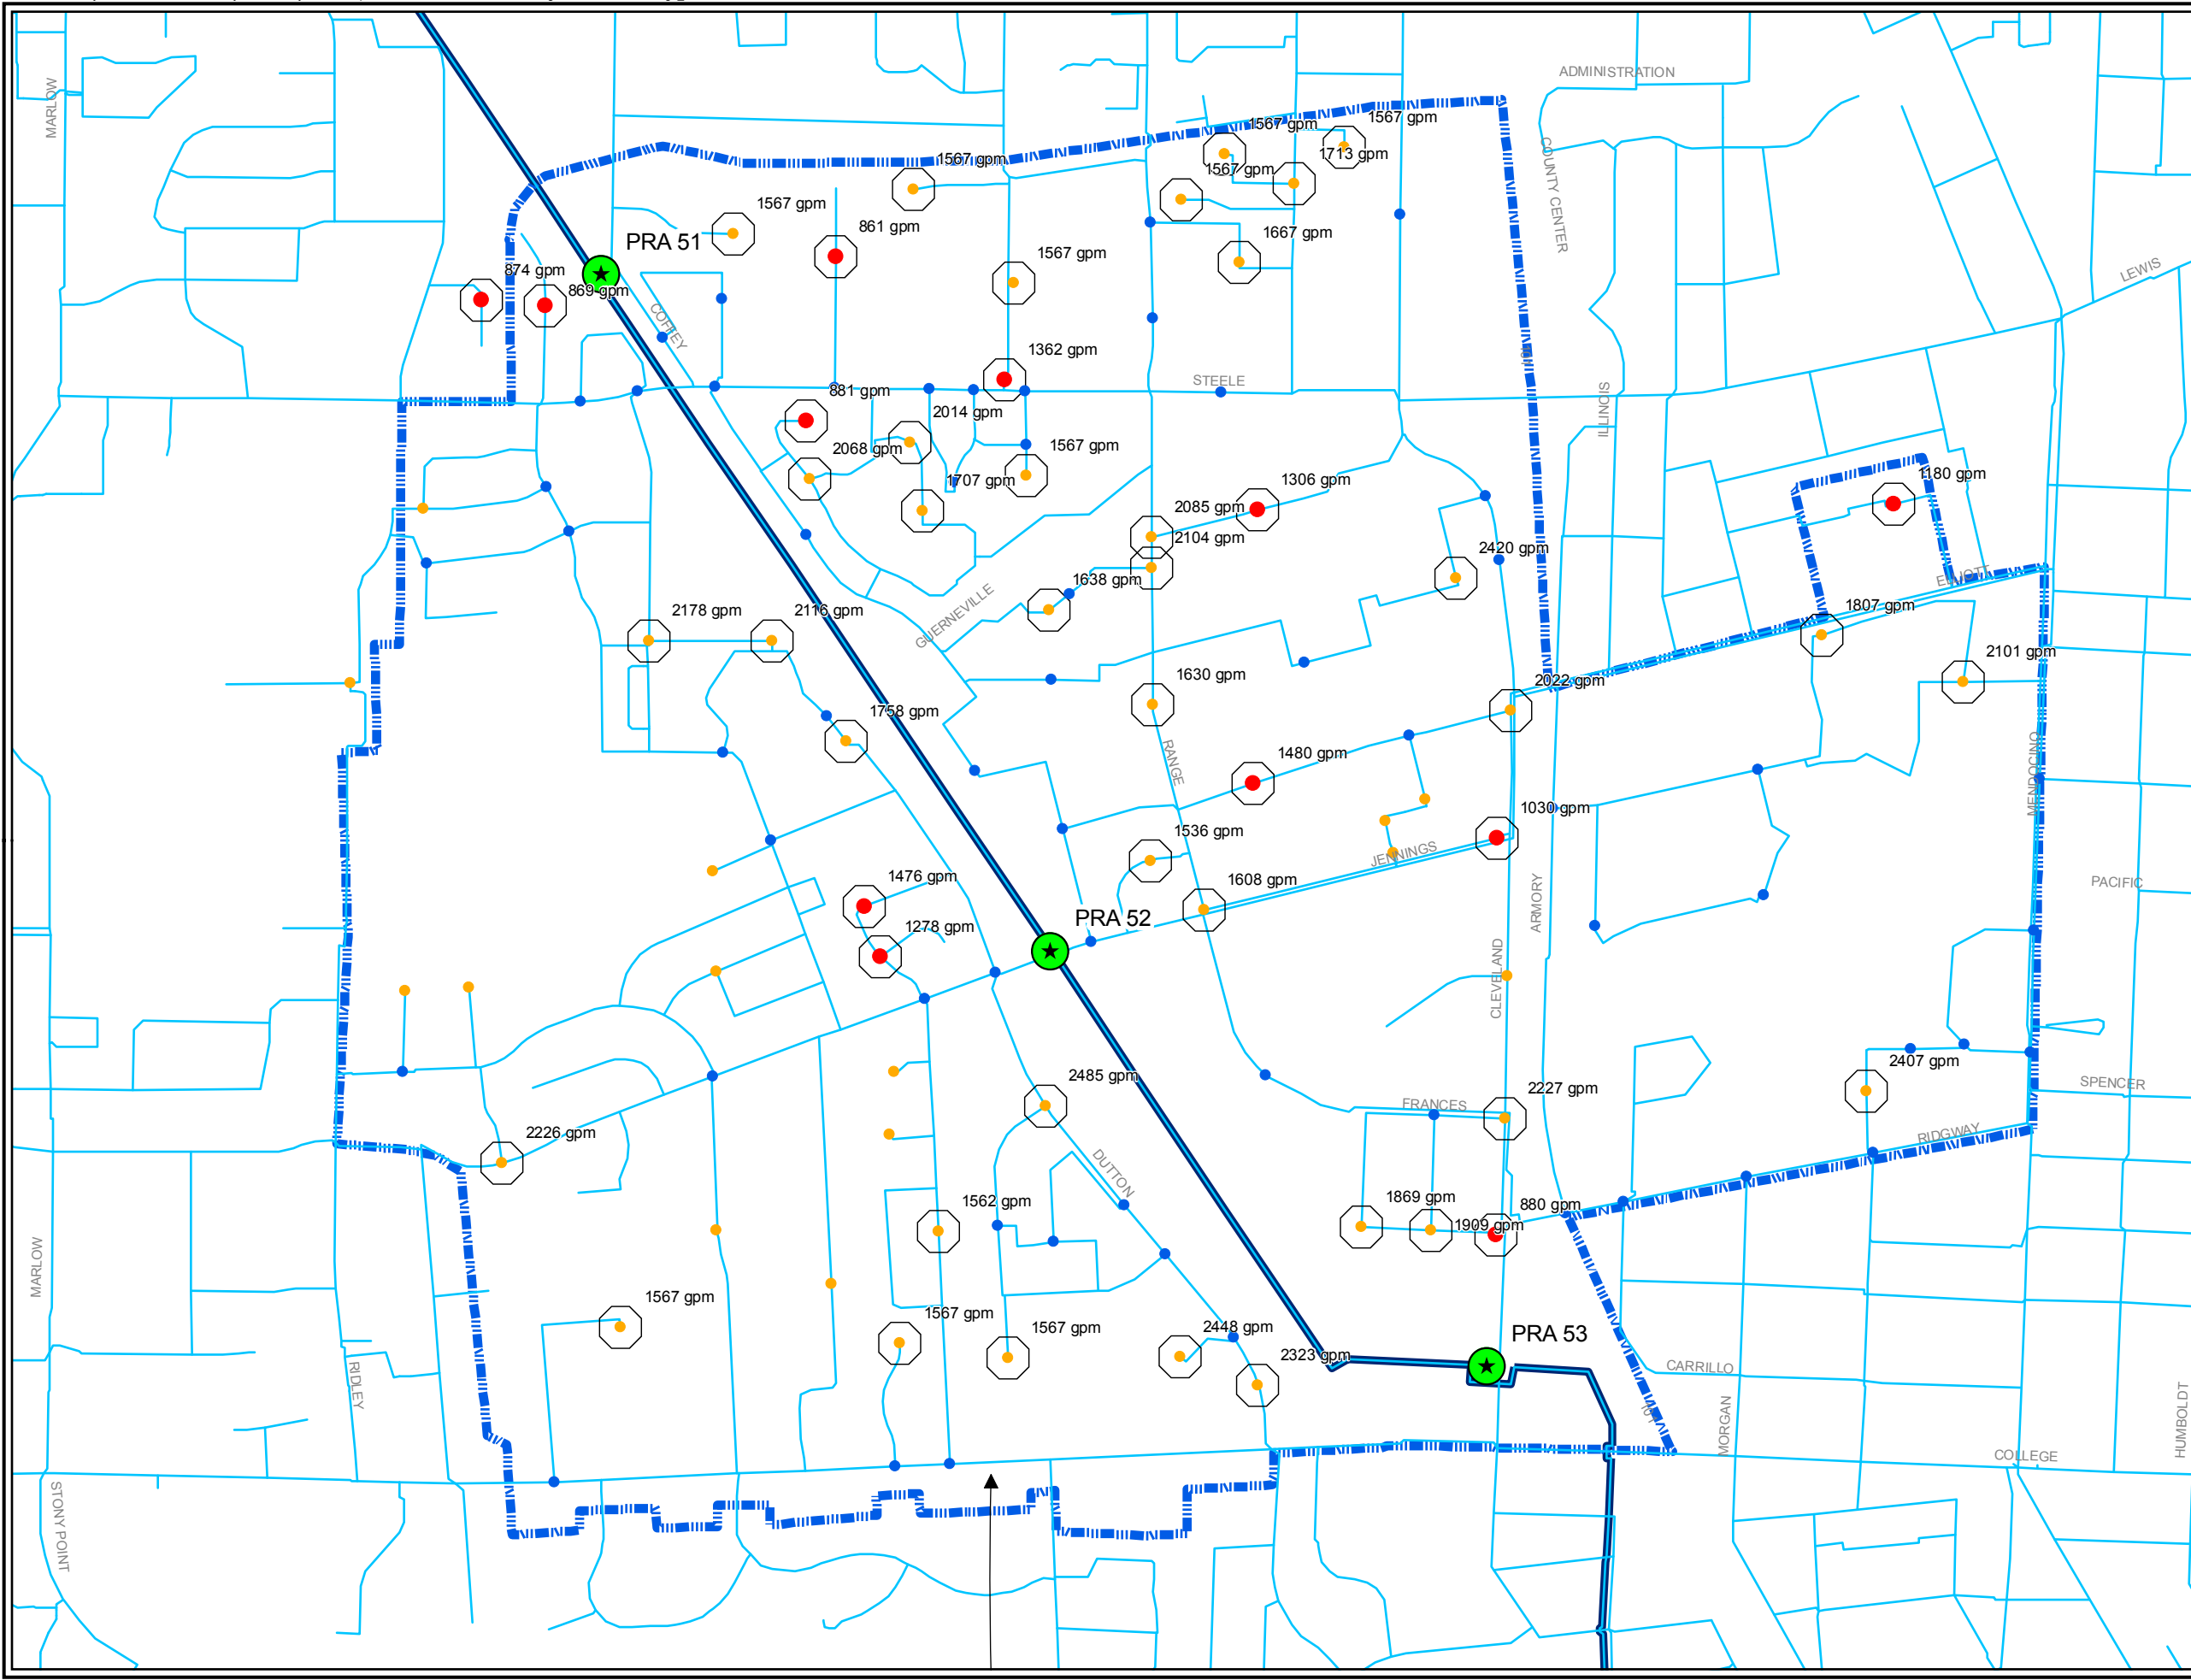 ADMINISTRATION
MARLOW
1567 gpm
1567 gpm
1713 gpm
1567 gpm
1567 gpm
COUNTY CENTER
1567 gpm
861 gpm
1667 gpm
PRA 51
1567 gpm
874 gpm
869 gpm
LEWIS
COFFEY
1362 gpm
STEELE
881 gpm
ILLINOIS
2014 gpm
2068 gpm
1567 gpm
1707 gpm
1306 gpm
1180 gpm
2085 gpm
2104 gpm
2420 gpm
1638 gpm
ELLIOTT
GUERNEVILLE
2178 gpm
2116 gpm
1807 gpm
2101 gpm
1630 gpm
2022 gpm
1758 gpm
RANGE
1480 gpm
MENDOCINO
1030 gpm
1536 gpm
JENNINGS
1476 gpm
1608 gpm
PACIFIC
ARMORY
PRA 52
1278 gpm
CLEVELAND
2407 gpm
2485 gpm
SPENCER
2227 gpm
FRANCES
2226 gpm
RIDGWAY
DUTTON
1562 gpm
1869 gpm
880 gpm
1909 gpm
MARLOW
1567 gpm
1567 gpm
1567 gpm
2448 gpm
PRA 53
2323 gpm
CARRILLO
RIDLEY
101
MORGAN
HUMBOLDT
COLLEGE
STONY POINT